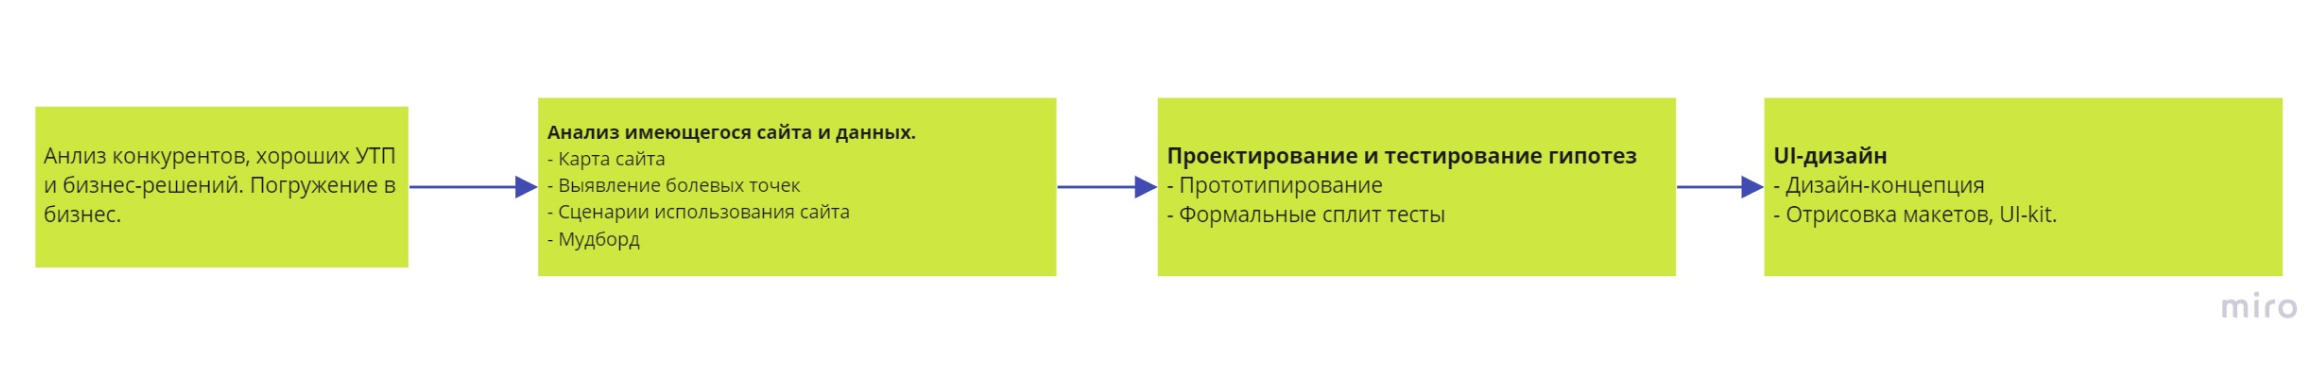 Анлиз конкурентов, хороших УТП
и бизнес-решений. Погружение в
бизнес.
Анализ имеющегося сайта и данных.
- Карта сайта
- Выявление болевых точек
- Сценарии использования сайта
- Мудборд
Проектирование и тестирование гипотез
- Прототипирование
- Формальные сплит тесты
UI-дизайн
- Дизайн-концепция
- Отрисовка макетов, UI-kit.
miro